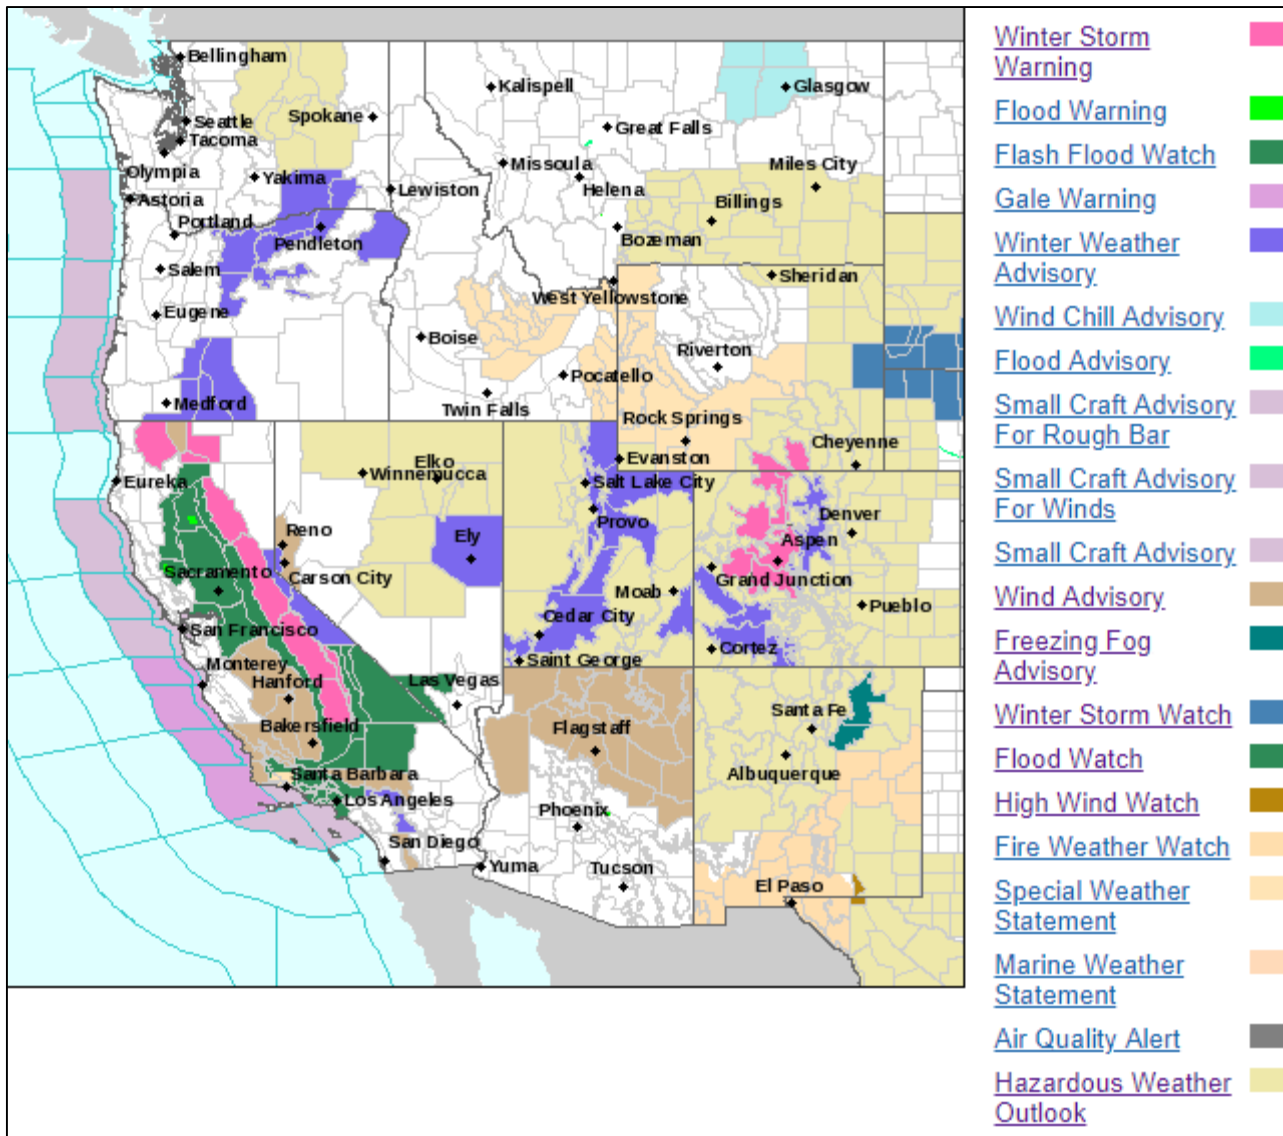 Bellingham
Kalispell
Glasgow
Seattle
Spokane
Great Falls
Tacoma
Olympia
Missoula
Miles City
Yakima
Lewiston
Helena
Astoria
Billings
Portland
Pendleton
Bozeman
Salem
Sheridan
West Yellowstone
Eugene
Boise
Riverton
Pocatello
Medford
Twin Falls
Rock Springs
Cheyenne
Elko
Evanston
Eureka
Winnemucca
Salt Lake City
Provo
Denver
Reno
Ely
Aspen
Sacramento
Carson City
Grand Junction
Moab
Pueblo
Cedar City
San Francisco
Cortez
Monterey
Saint George
Hanford
Las Vegas
Santa Fe
Bakersfield
Flagstaff
Albuquerque
Santa Barbara
Los Angeles
Phoenix
San Diego
Yuma
Tucson
El Paso
Winter Storm
Warning
Flood Warning
Flash Flood Watch
Gale Warning
Winter Weather
Advisory
Wind Chill Advisory
Flood Advisory
Small Craft Advisory
For Rough Bar
Small Craft Advisory
For Winds
Small Craft Advisory
Wind Advisory
Freezing Fog
Advisory
Winter Storm Watch
Flood Watch
High Wind Watch
Fire Weather Watch
Special Weather
Statement
Marine Weather
Statement
Air Quality Alert
Hazardous Weather
Outlook